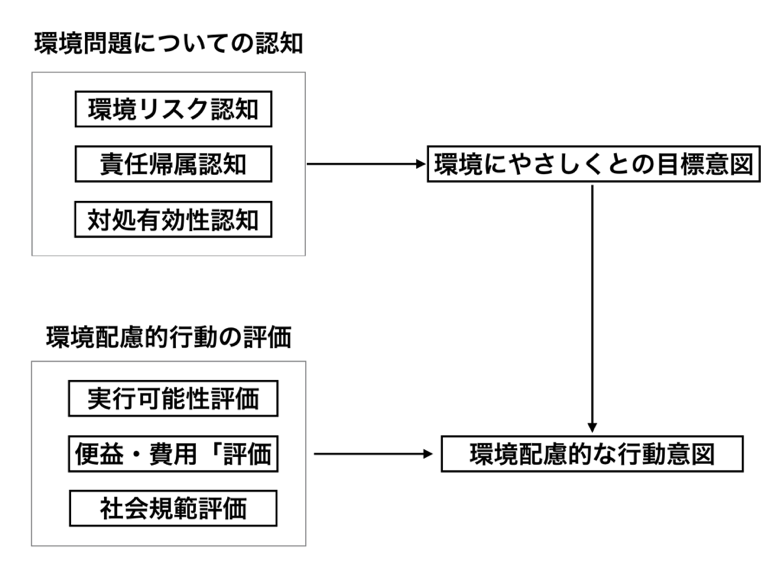 環境問題についての認知
環境リスク認知
責任帰属認知
対処有効性認知
環境にやさしくとの目標意図
環境配慮的行動の評価
実行可能性評価
便益・費用「評価
社会規範評価
環境配慮的な行動意図